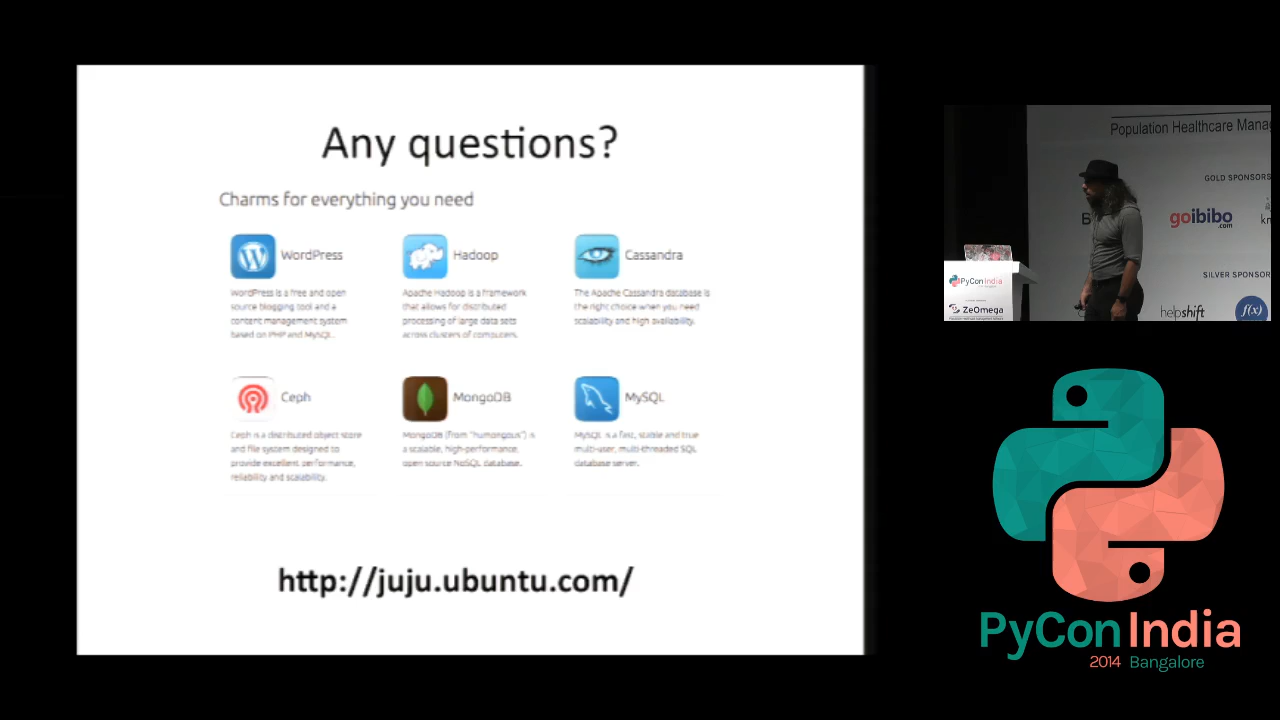 Any questions?
Charms for everything you need
WordPress
WordPress is a free and open
source blogging tool and a
content management system
based on PHP and MySQL.
Hadoop
Apache Hadoop is a framework
that allows for distributed
processing of large data sets
across clusters of computers.
Cassandra
The Apache Cassandra database is
the right choice when you need
scalability and high availability.
Ceph
Ceph is a distributed object store
and file system designed to
provide excellent performance,
reliability and scalability.
MongoDB
MongoDB (from "humongous") is
a scalable, high-performance,
open source NoSQL database.
MySQL
MySQL is a fast, stable and true
multi-user, multi-threaded SQL
database server.
http://juju.ubuntu.com/
Population Healthcare Mana
GOLD SPONSORS
goibibo
.com
SILVER SPONSOR
helpshift
f(x)
PyConIndia
ZeOmega
PyCon India
2014 Bangalore